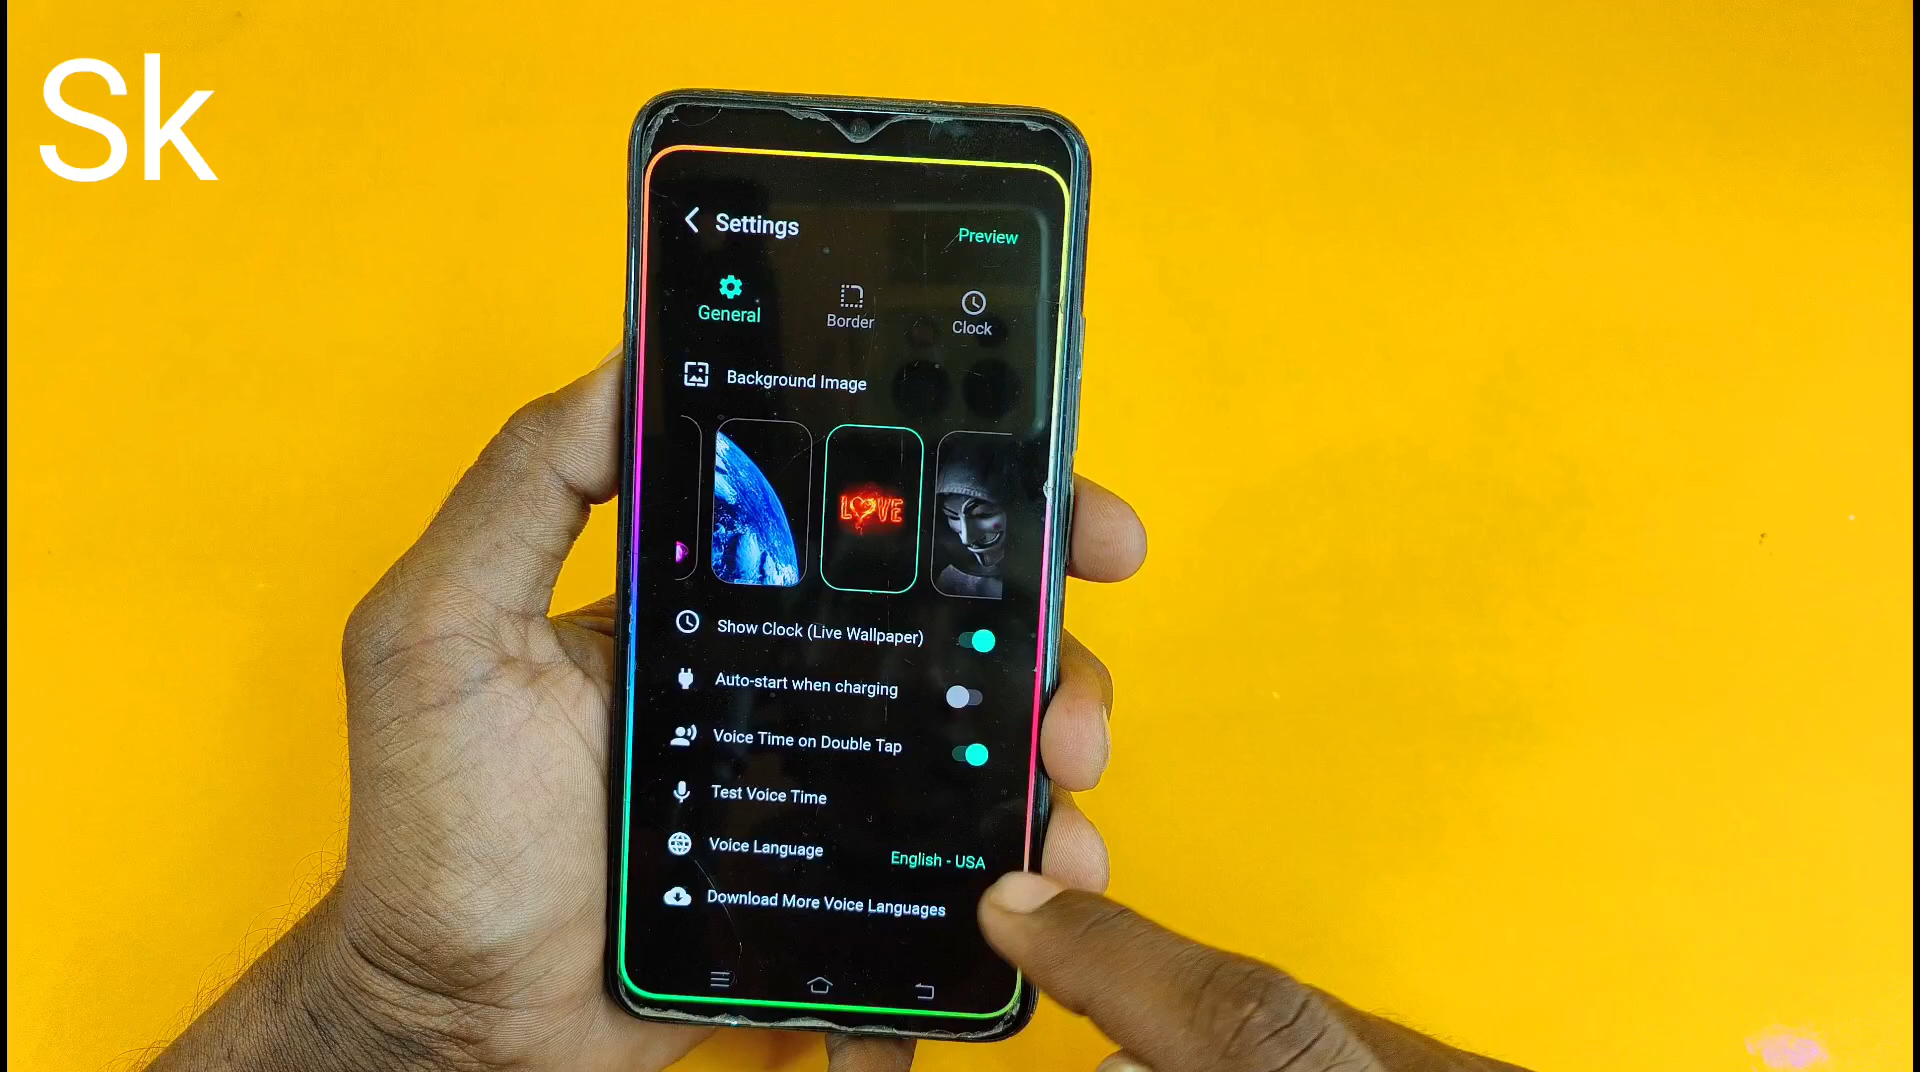 Sk
Settings
Preview
General
Border
Clock
Background Image
LOVE
Show Clock (Live Wallpaper)
Auto-start when charging
Voice Time on Double Tap
Test Voice Time
Voice Language
English - USA
Download More Voice Languages